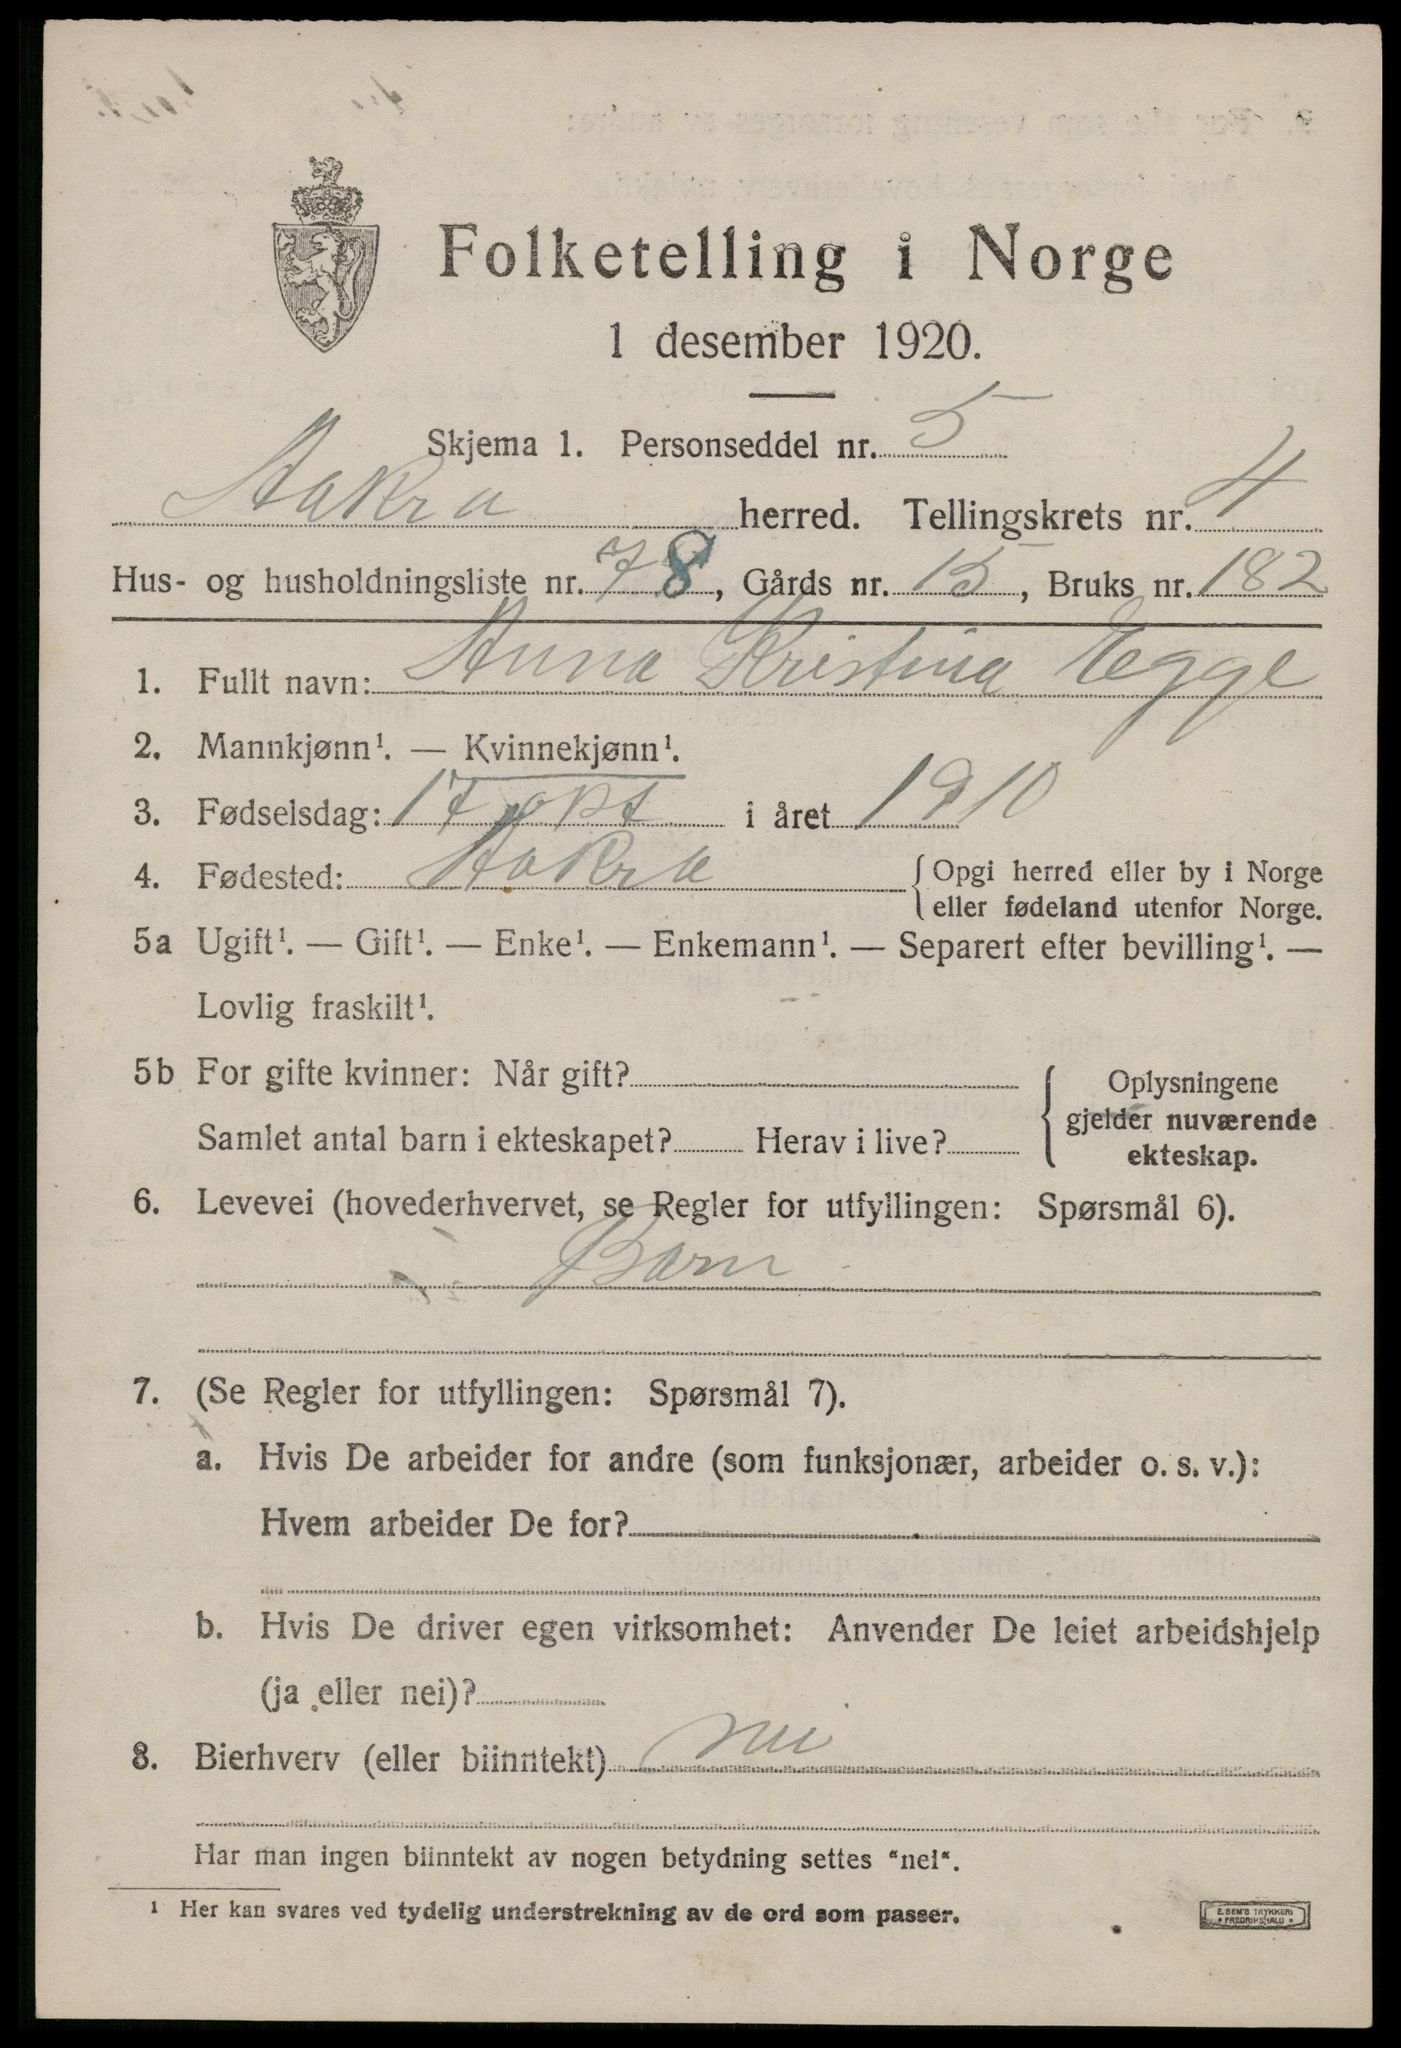 Folketelling i Norge
1 desember 1920.
Skjema 1. Personseddel nr. 5
Aakra herred. Tellingskrets nr. 4
Hus- og husholdningsliste nr. 78, Gårds nr. 15, Bruks nr. 182
1. Fullt navn: Anna Kristina Egge
2. Mannkjønn¹. — Kvinnekjønn¹.
3. Fødselsdag: 17 okt i året 1910
4. Fødested: Aakra { Opgi herred eller by i Norge
eller fødeland utenfor Norge.
5a Ugift¹. — Gift¹. — Enke¹. — Enkemann¹. — Separert efter bevilling¹. —
Lovlig fraskilt¹.
5b For gifte kvinner: Når gift?
Samlet antal barn i ekteskapet? Herav i live?
{ Oplysningene
gjelder nuværende
ekteskap.
6. Levevei (hovederhvervet, se Regler for utfyllingen: Spørsmål 6).
Barn
7. (Se Regler for utfyllingen: Spørsmål 7).
a. Hvis De arbeider for andre (som funksjonær, arbeider o. s. v.):
Hvem arbeider De for?
b. Hvis De driver egen virksomhet: Anvender De leiet arbeidshjelp
(ja eller nei)?
8. Bierhverv (eller biinntekt) nei
Har man ingen biinntekt av nogen betydning settes "nei".
¹ Her kan svares ved tydelig understrekning av de ord som passer.
E. SEM'S TRYKKERI
• FREDRIKSHALD •